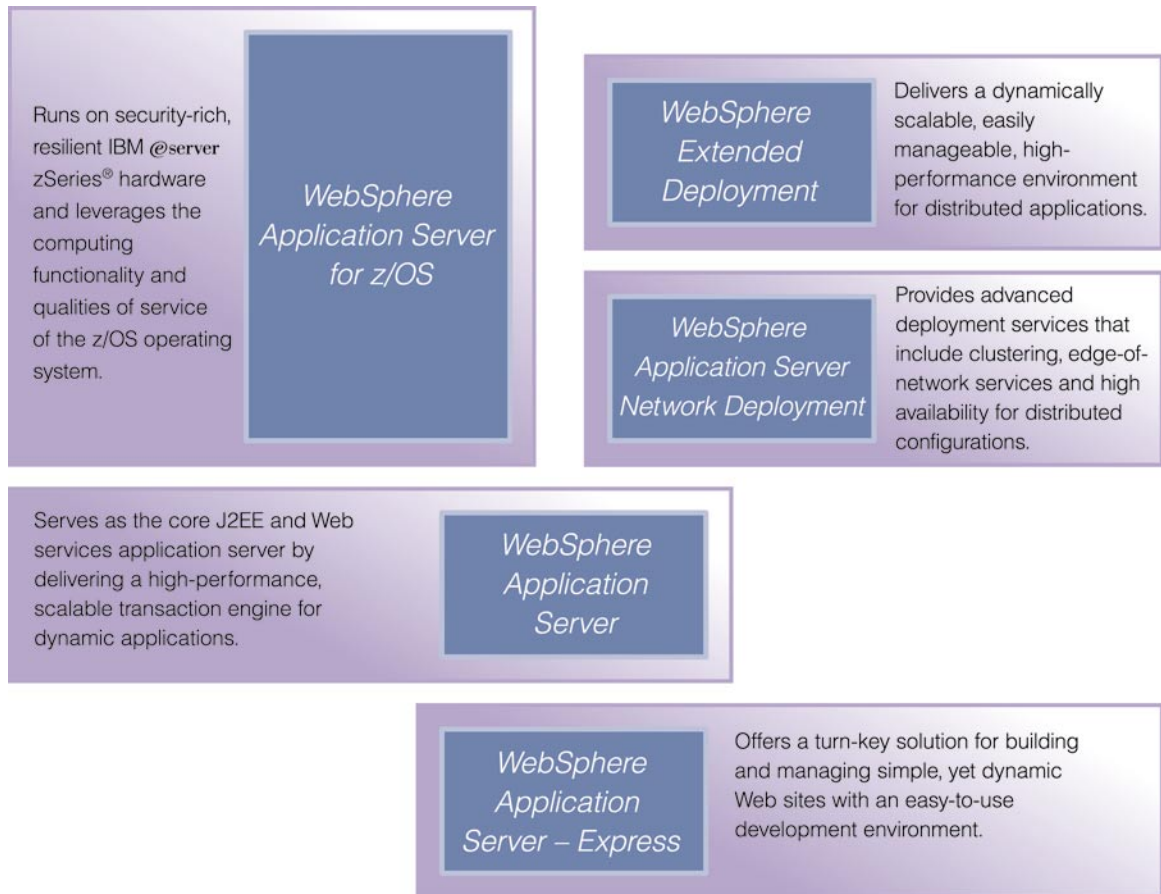 Runs on security-rich,
resilient IBM @server
zSeries® hardware
and leverages the
computing
functionality and
qualities of service
of the z/OS operating
system.
WebSphere
Application Server
for z/OS
WebSphere
Extended
Deployment
Delivers a dynamically
scalable, easily
manageable, high-
performance environment
for distributed applications.
WebSphere
Application Server
Network Deployment
Provides advanced
deployment services that
include clustering, edge-of-
network services and high
availability for distributed
configurations.
Serves as the core J2EE and Web
services application server by
delivering a high-performance,
scalable transaction engine for
dynamic applications.
WebSphere
Application
Server
WebSphere
Application
Server – Express
Offers a turn-key solution for building
and managing simple, yet dynamic
Web sites with an easy-to-use
development environment.